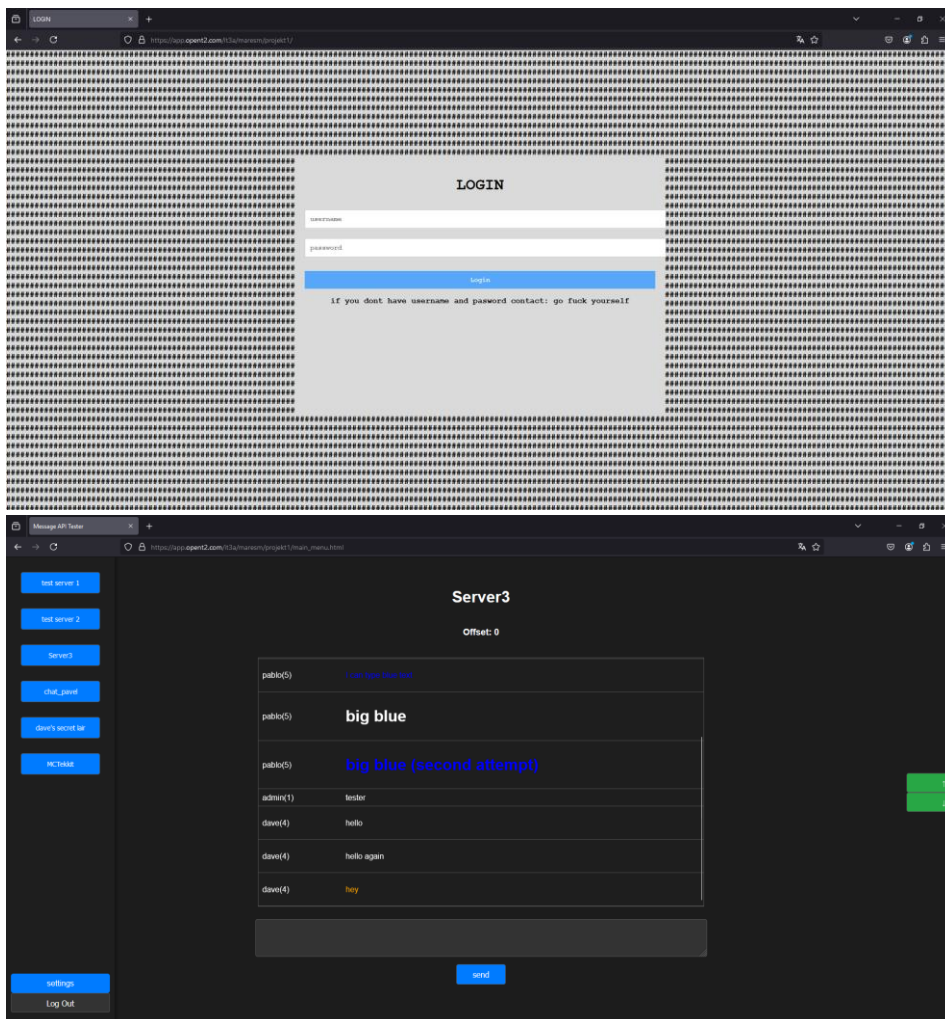 LOGIN
https://app.opent2.com/it3a/maresm/projekt1/
LOGIN
username
password
Login
if you dont have username and pasword contact: go fuck yourself
Message API Tester
https://app.opent2.com/it3a/maresm/projekt1/main_menu.html
test server 1
test server 2
Server3
chat_pavel
dave's secret lair
MCTekkit
settings
Log Out
Server3
Offset: 0
pablo(5)
pablo(5) big blue
pablo(5) big blue (second attempt)
admin(1) tester
dave(4) hello
dave(4) hello again
dave(4) hey
send